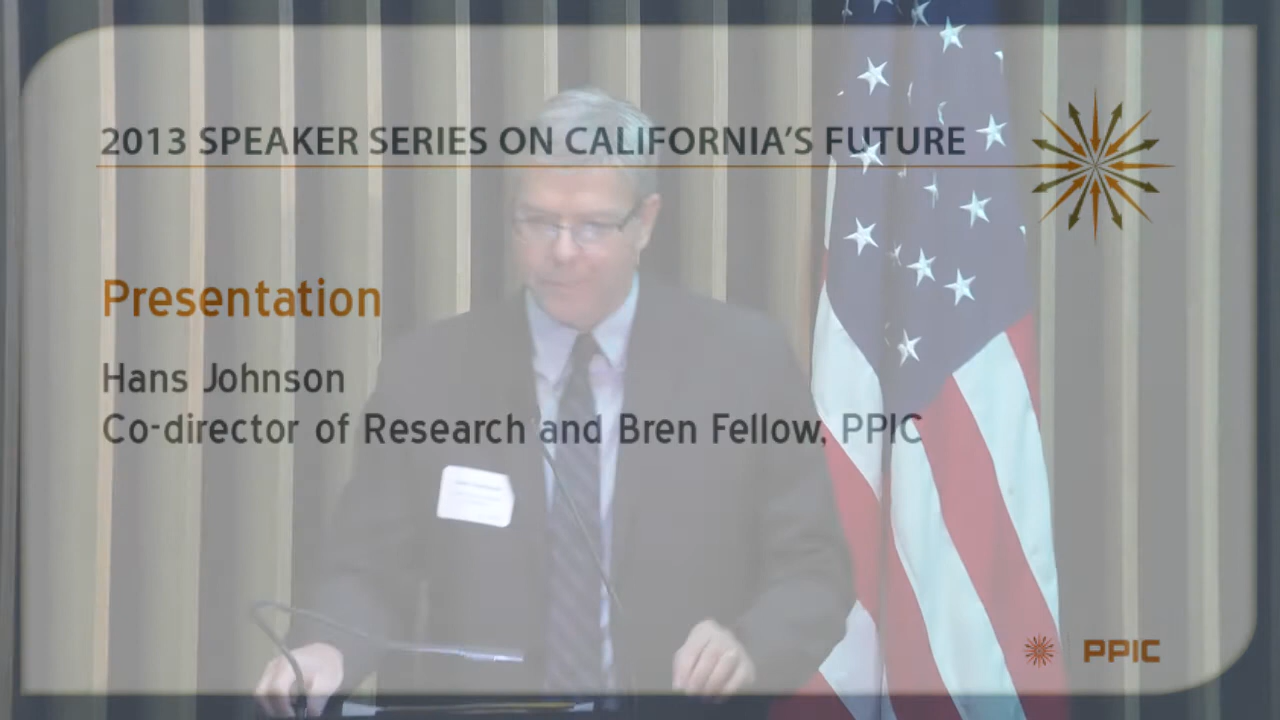 2013 SPEAKER SERIES ON CALIFORNIA'S FUTURE
Presentation
Hans Johnson
Co-director of Research and Bren Fellow, PPIC
PPIC